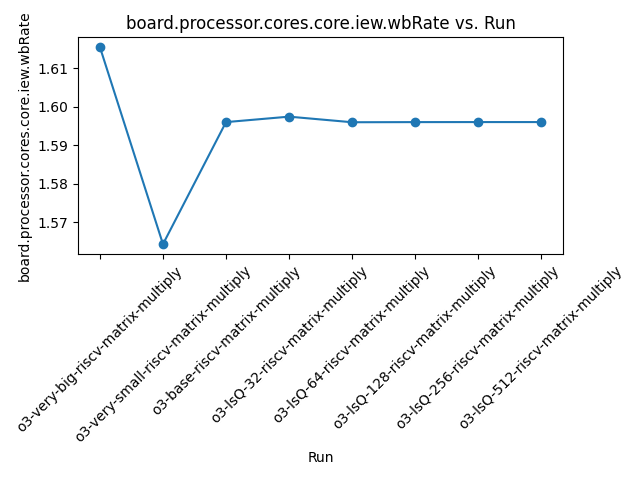 board.processor.cores.core.iew.wbRate vs. Run
board.processor.cores.core.iew.wbRate
1.61
1.60
1.59
1.58
1.57
o3-very-big-riscv-matrix-multiply
o3-very-small-riscv-matrix-multiply
o3-base-riscv-matrix-multiply
o3-lsQ-32-riscv-matrix-multiply
o3-lsQ-64-riscv-matrix-multiply
o3-lsQ-128-riscv-matrix-multiply
o3-lsQ-256-riscv-matrix-multiply
o3-lsQ-512-riscv-matrix-multiply
Run